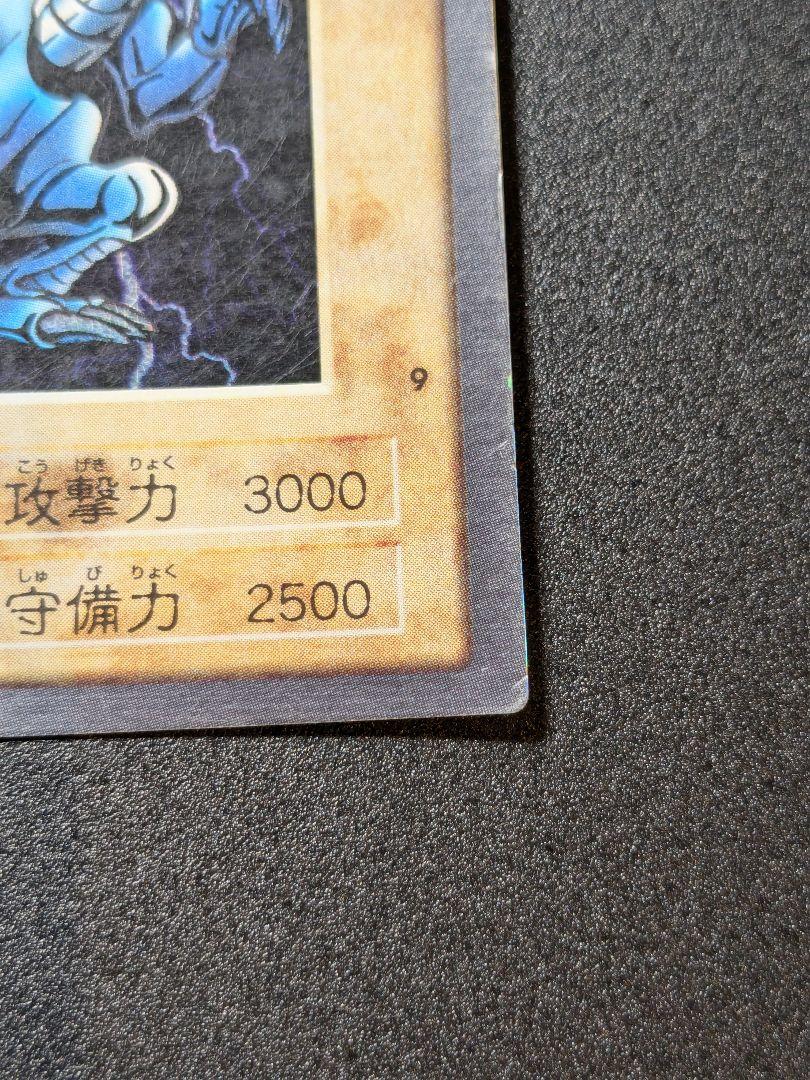 9
こう げき りょく
攻撃力 3000
しゅ び りょく
守備力 2500